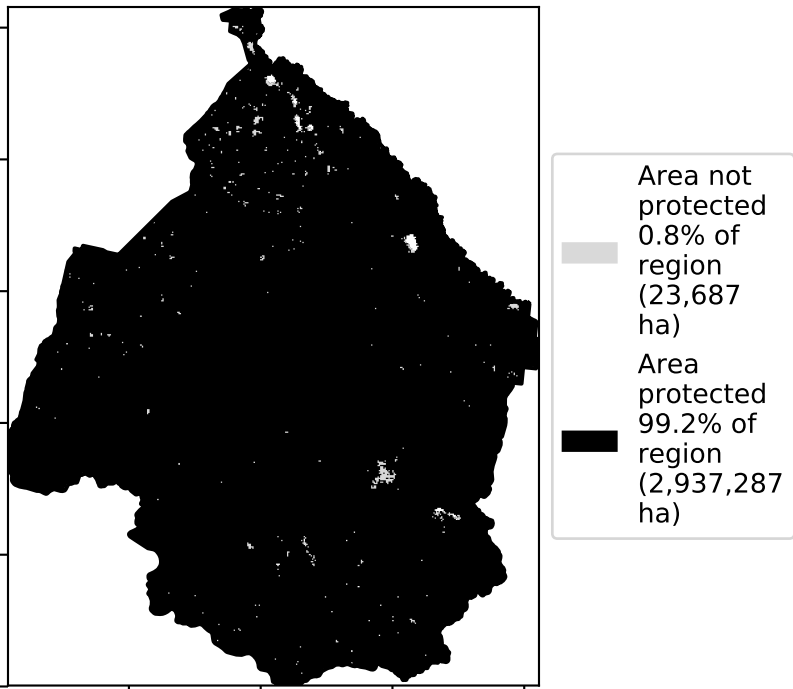 Area not
protected
0.8% of
region
(23,687
ha)
Area
protected
99.2% of
region
(2,937,287
ha)